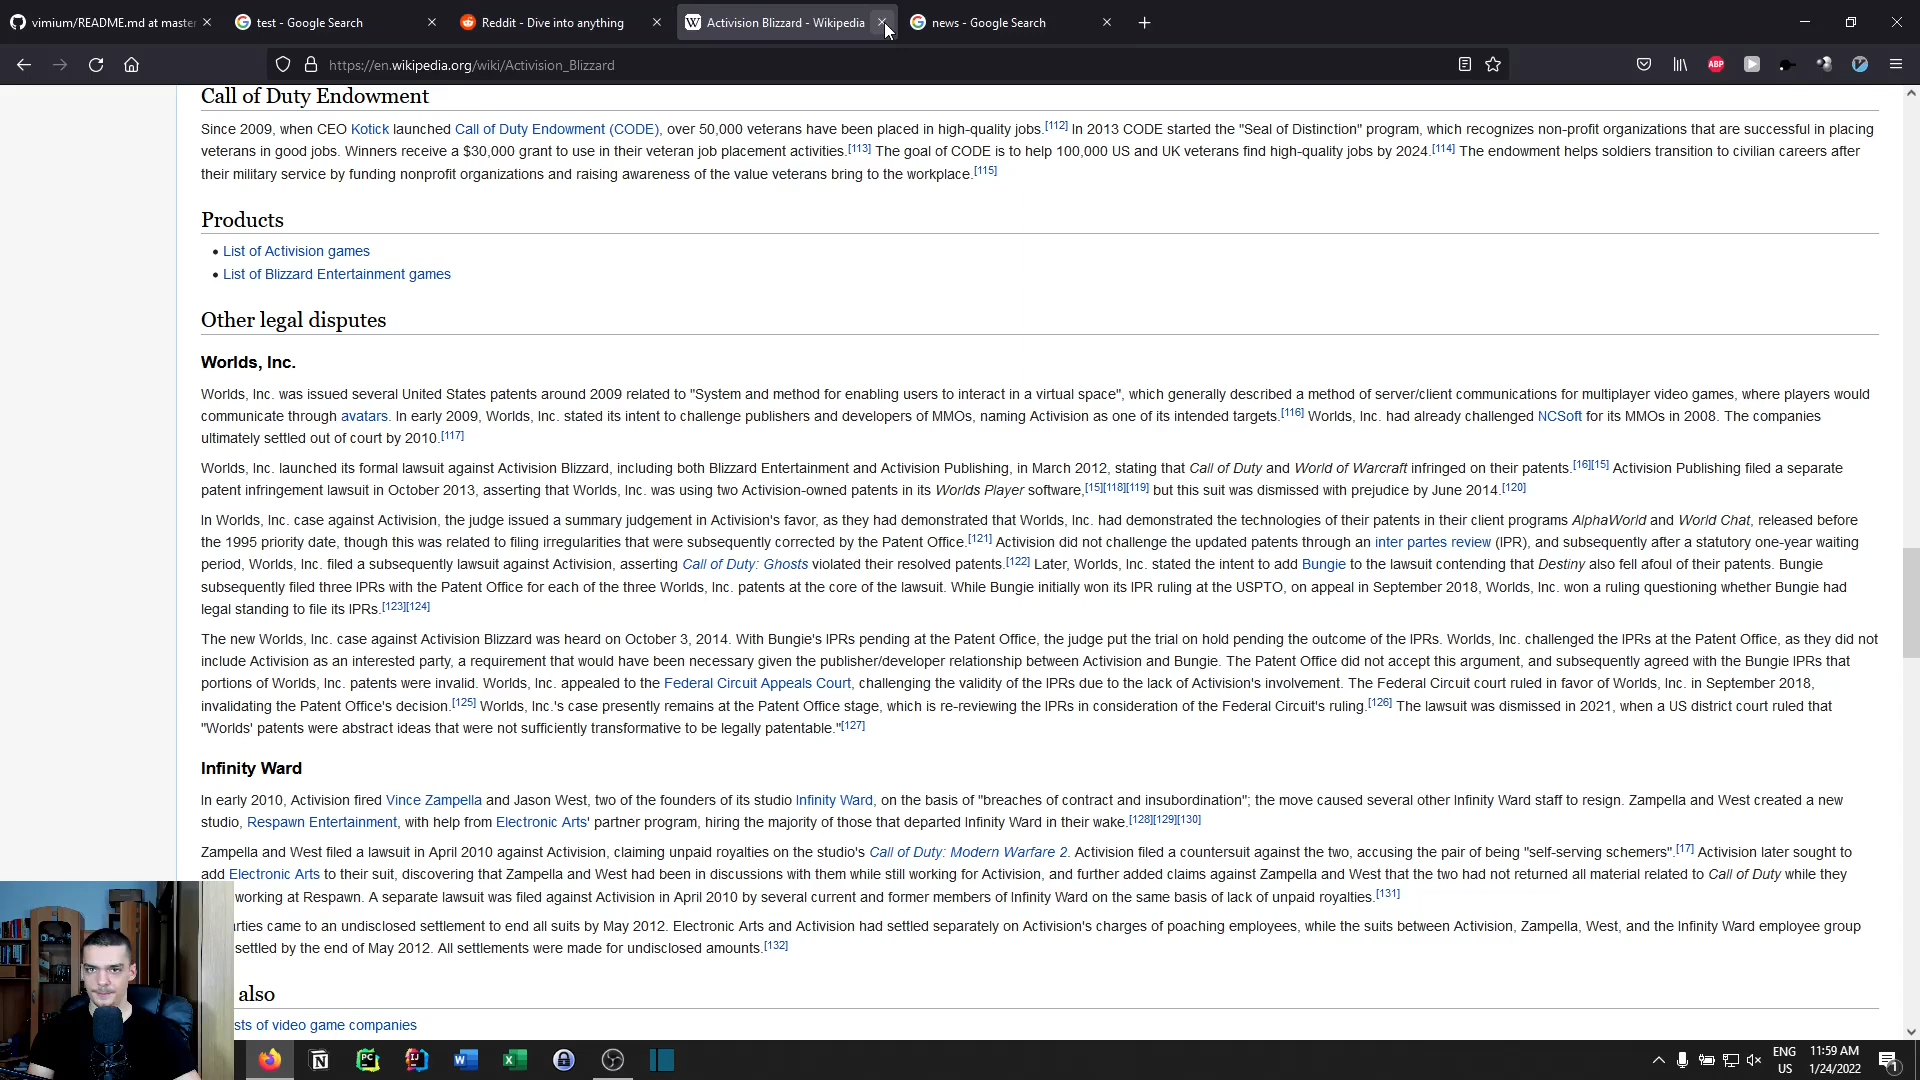 vimium/README.md at master
test - Google Search
Reddit - Dive into anything
Activision Blizzard - Wikipedia
news - Google Search
https://en.wikipedia.org/wiki/Activision_Blizzard
ABP
Call of Duty Endowment
Since 2009, when CEO Kotick launched Call of Duty Endowment (CODE), over 50,000 veterans have been placed in high-quality jobs.[112] In 2013 CODE started the "Seal of Distinction" program, which recognizes non-profit organizations that are successful in placing
veterans in good jobs. Winners receive a $30,000 grant to use in their veteran job placement activities.[113] The goal of CODE is to help 100,000 US and UK veterans find high-quality jobs by 2024.[114] The endowment helps soldiers transition to civilian careers after
their military service by funding nonprofit organizations and raising awareness of the value veterans bring to the workplace.[115]
Products
• List of Activision games
• List of Blizzard Entertainment games
Other legal disputes
Worlds, Inc.
Worlds, Inc. was issued several United States patents around 2009 related to "System and method for enabling users to interact in a virtual space", which generally described a method of server/client communications for multiplayer video games, where players would
communicate through avatars. In early 2009, Worlds, Inc. stated its intent to challenge publishers and developers of MMOs, naming Activision as one of its intended targets.[116] Worlds, Inc. had already challenged NCSoft for its MMOs in 2008. The companies
ultimately settled out of court by 2010.[117]
Worlds, Inc. launched its formal lawsuit against Activision Blizzard, including both Blizzard Entertainment and Activision Publishing, in March 2012, stating that Call of Duty and World of Warcraft infringed on their patents.[16][15] Activision Publishing filed a separate
patent infringement lawsuit in October 2013, asserting that Worlds, Inc. was using two Activision-owned patents in its Worlds Player software,[15][118][119] but this suit was dismissed with prejudice by June 2014.[120]
In Worlds, Inc. case against Activision, the judge issued a summary judgement in Activision's favor, as they had demonstrated that Worlds, Inc. had demonstrated the technologies of their patents in their client programs AlphaWorld and World Chat, released before
the 1995 priority date, though this was related to filing irregularities that were subsequently corrected by the Patent Office.[121] Activision did not challenge the updated patents through an inter partes review (IPR), and subsequently after a statutory one-year waiting
period, Worlds, Inc. filed a subsequently lawsuit against Activision, asserting Call of Duty: Ghosts violated their resolved patents.[122] Later, Worlds, Inc. stated the intent to add Bungie to the lawsuit contending that Destiny also fell afoul of their patents. Bungie
subsequently filed three IPRs with the Patent Office for each of the three Worlds, Inc. patents at the core of the lawsuit. While Bungie initially won its IPR ruling at the USPTO, on appeal in September 2018, Worlds, Inc. won a ruling questioning whether Bungie had
legal standing to file its IPRs.[123][124]
The new Worlds, Inc. case against Activision Blizzard was heard on October 3, 2014. With Bungie's IPRs pending at the Patent Office, the judge put the trial on hold pending the outcome of the IPRs. Worlds, Inc. challenged the IPRs at the Patent Office, as they did not
include Activision as an interested party, a requirement that would have been necessary given the publisher/developer relationship between Activision and Bungie. The Patent Office did not accept this argument, and subsequently agreed with the Bungie IPRs that
portions of Worlds, Inc. patents were invalid. Worlds, Inc. appealed to the Federal Circuit Appeals Court, challenging the validity of the IPRs due to the lack of Activision's involvement. The Federal Circuit court ruled in favor of Worlds, Inc. in September 2018,
invalidating the Patent Office's decision.[125] Worlds, Inc.'s case presently remains at the Patent Office stage, which is re-reviewing the IPRs in consideration of the Federal Circuit's ruling.[126] The lawsuit was dismissed in 2021, when a US district court ruled that
"Worlds' patents were abstract ideas that were not sufficiently transformative to be legally patentable."[127]
Infinity Ward
In early 2010, Activision fired Vince Zampella and Jason West, two of the founders of its studio Infinity Ward, on the basis of "breaches of contract and insubordination"; the move caused several other Infinity Ward staff to resign. Zampella and West created a new
studio, Respawn Entertainment, with help from Electronic Arts' partner program, hiring the majority of those that departed Infinity Ward in their wake.[128][129][130]
Zampella and West filed a lawsuit in April 2010 against Activision, claiming unpaid royalties on the studio's Call of Duty: Modern Warfare 2. Activision filed a countersuit against the two, accusing the pair of being "self-serving schemers".[17] Activision later sought to
add Electronic Arts to their suit, discovering that Zampella and West had been in discussions with them while still working for Activision, and further added claims against Zampella and West that the two had not returned all material related to Call of Duty while they
working at Respawn. A separate lawsuit was filed against Activision in April 2010 by several current and former members of Infinity Ward on the same basis of lack of unpaid royalties.[131]
rties came to an undisclosed settlement to end all suits by May 2012. Electronic Arts and Activision had settled separately on Activision's charges of poaching employees, while the suits between Activision, Zampella, West, and the Infinity Ward employee group
settled by the end of May 2012. All settlements were made for undisclosed amounts.[132]
also
sts of video game companies
ENG
US
11:59 AM
1/24/2022
1